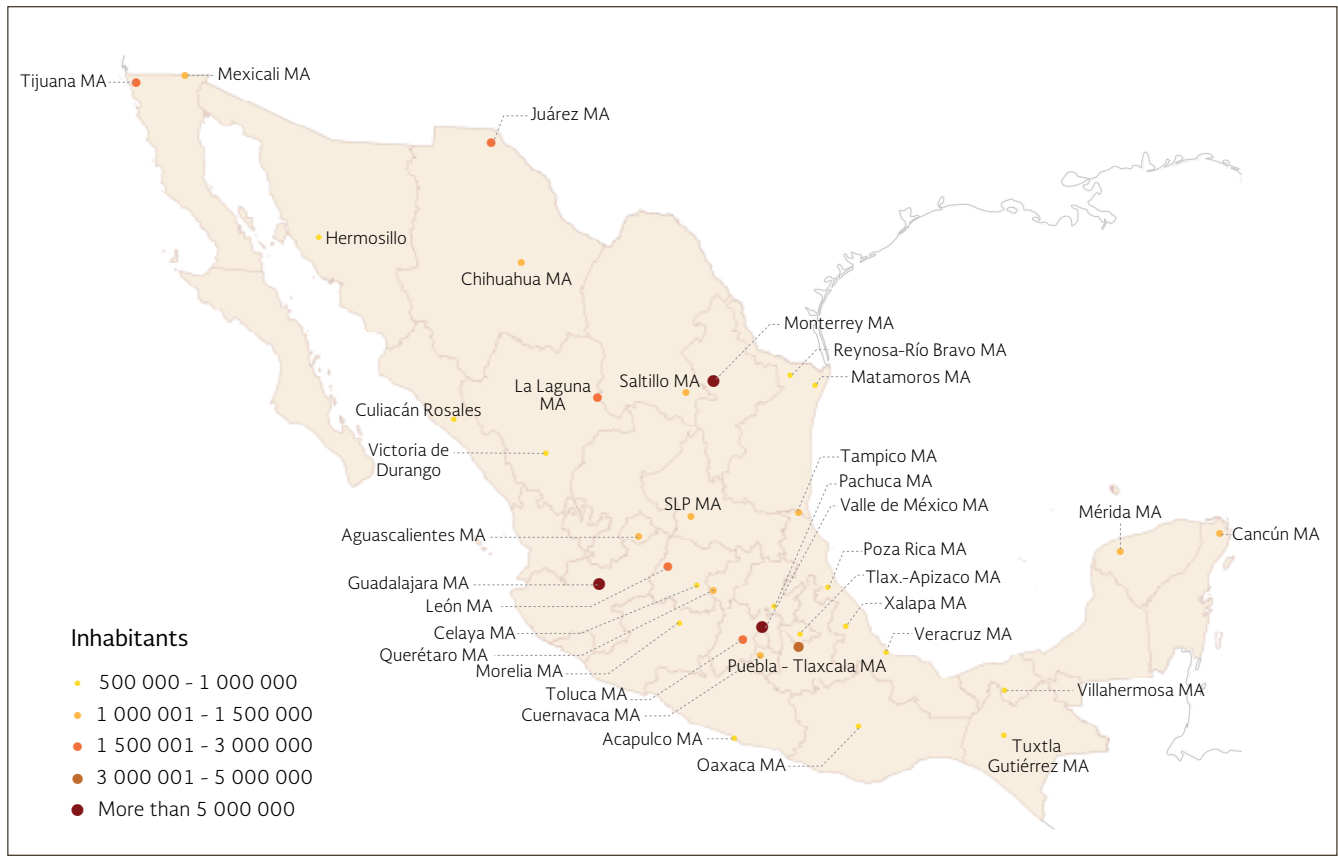 Tijuana MA
Mexicali MA
Juárez MA
Hermosillo
Chihuahua MA
Monterrey MA
Reynosa-Río Bravo MA
Matamoros MA
Saltillo MA
La Laguna
MA
Culiacán Rosales
Victoria de
Durango
Tampico MA
Pachuca MA
Valle de México MA
SLP MA
Mérida MA
Cancún MA
Aguascalientes MA
Poza Rica MA
Tlax.-Apizaco MA
Guadalajara MA
León MA
Xalapa MA
Celaya MA
Veracruz MA
Querétaro MA
Morelia MA
Puebla - Tlaxcala MA
Toluca MA
Villahermosa MA
Cuernavaca MA
Acapulco MA
Oaxaca MA
Tuxtla
Gutiérrez MA
Inhabitants
500 000 - 1 000 000
1 000 001 - 1 500 000
1 500 001 - 3 000 000
3 000 001 - 5 000 000
More than 5 000 000